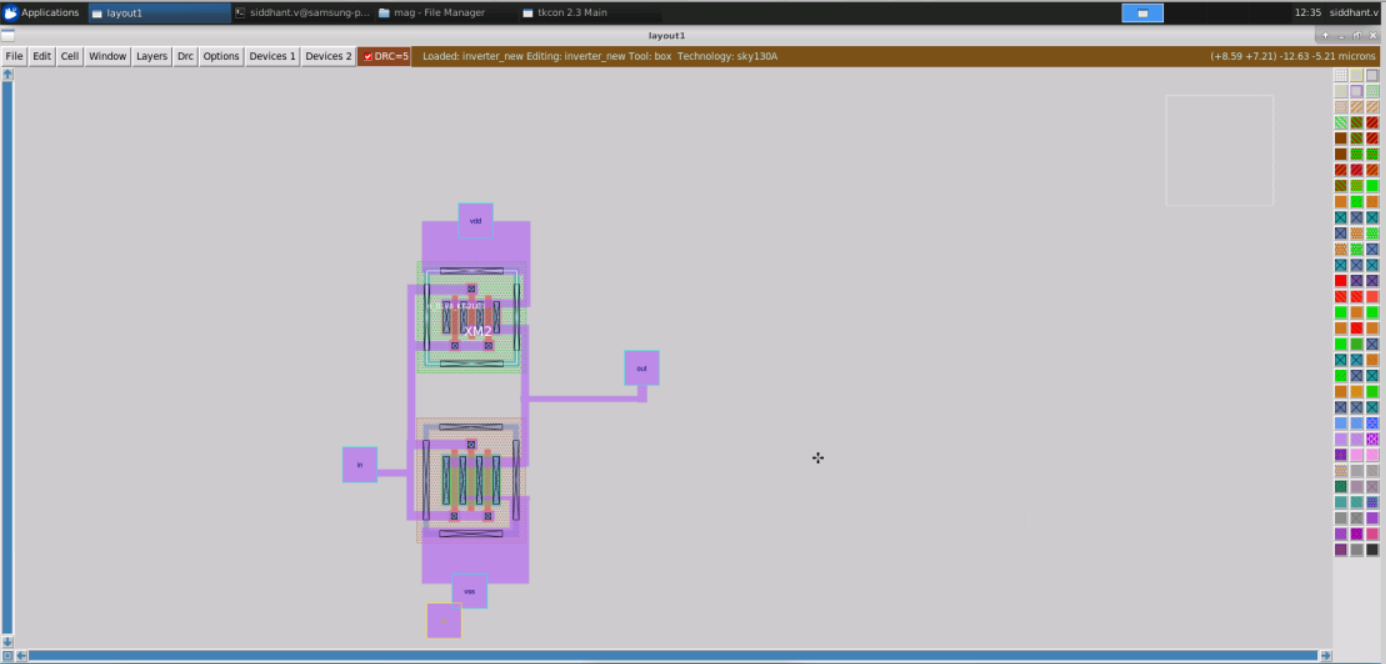 Applications layout1 siddhant.v@samsung-p... mag - File Manager tkcon 2.3 Main 12:35 siddhant.v
layout1
File Edit Cell Window Layers Drc Options Devices 1 Devices 2 DRC=5 Loaded: inverter_new Editing: inverter_new Tool: box Technology: sky130A (+8.59 +7.21) -12.63 -5.21 microns
vdd
XM2
out
in
vss